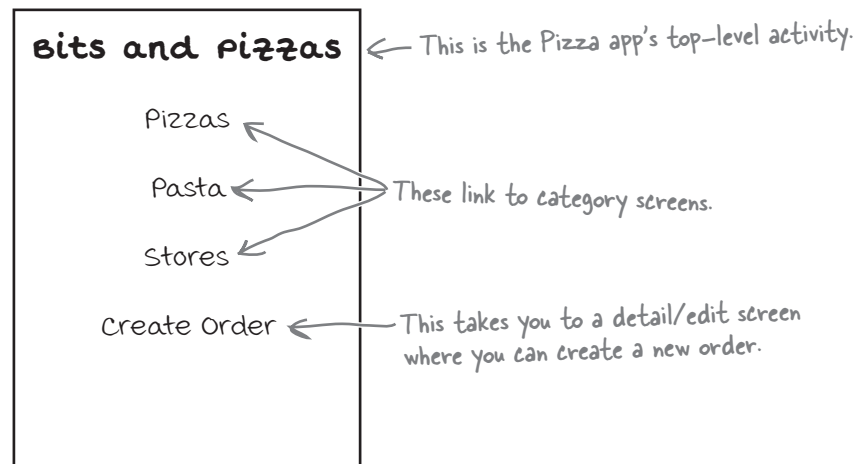 Bits and Pizzas
This is the Pizza app's top-level activity.
Pizzas
Pasta
These link to category screens.
Stores
Create Order
This takes you to a detail/edit screen
where you can create a new order.